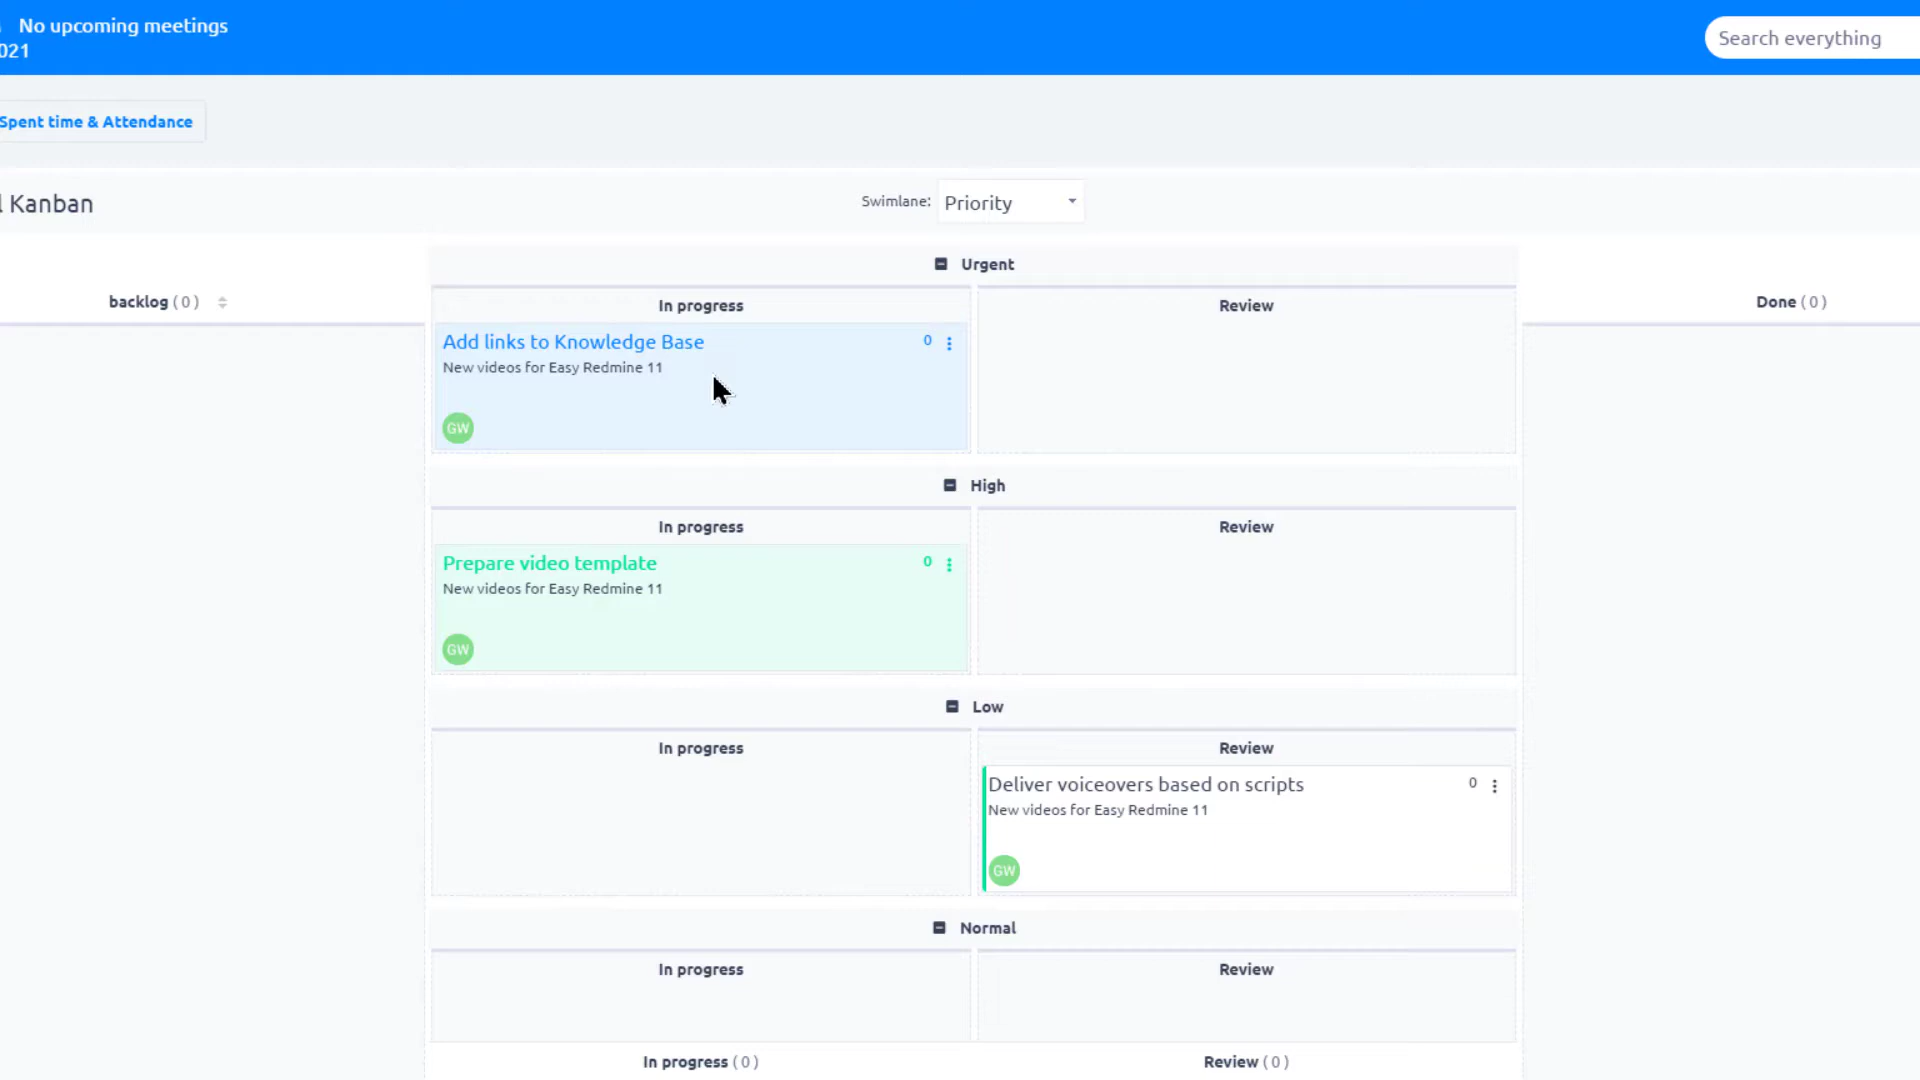 No upcoming meetings
021
Search everything
Spent time & Attendance
l Kanban
Swimlane: Priority
backlog ( 0 )
Urgent
Done ( 0 )
In progress
Review
Add links to Knowledge Base 0
New videos for Easy Redmine 11
GW
High
In progress
Review
Prepare video template 0
New videos for Easy Redmine 11
GW
Low
In progress
Review
Deliver voiceovers based on scripts 0
New videos for Easy Redmine 11
GW
Normal
In progress
Review
In progress ( 0 )
Review ( 0 )